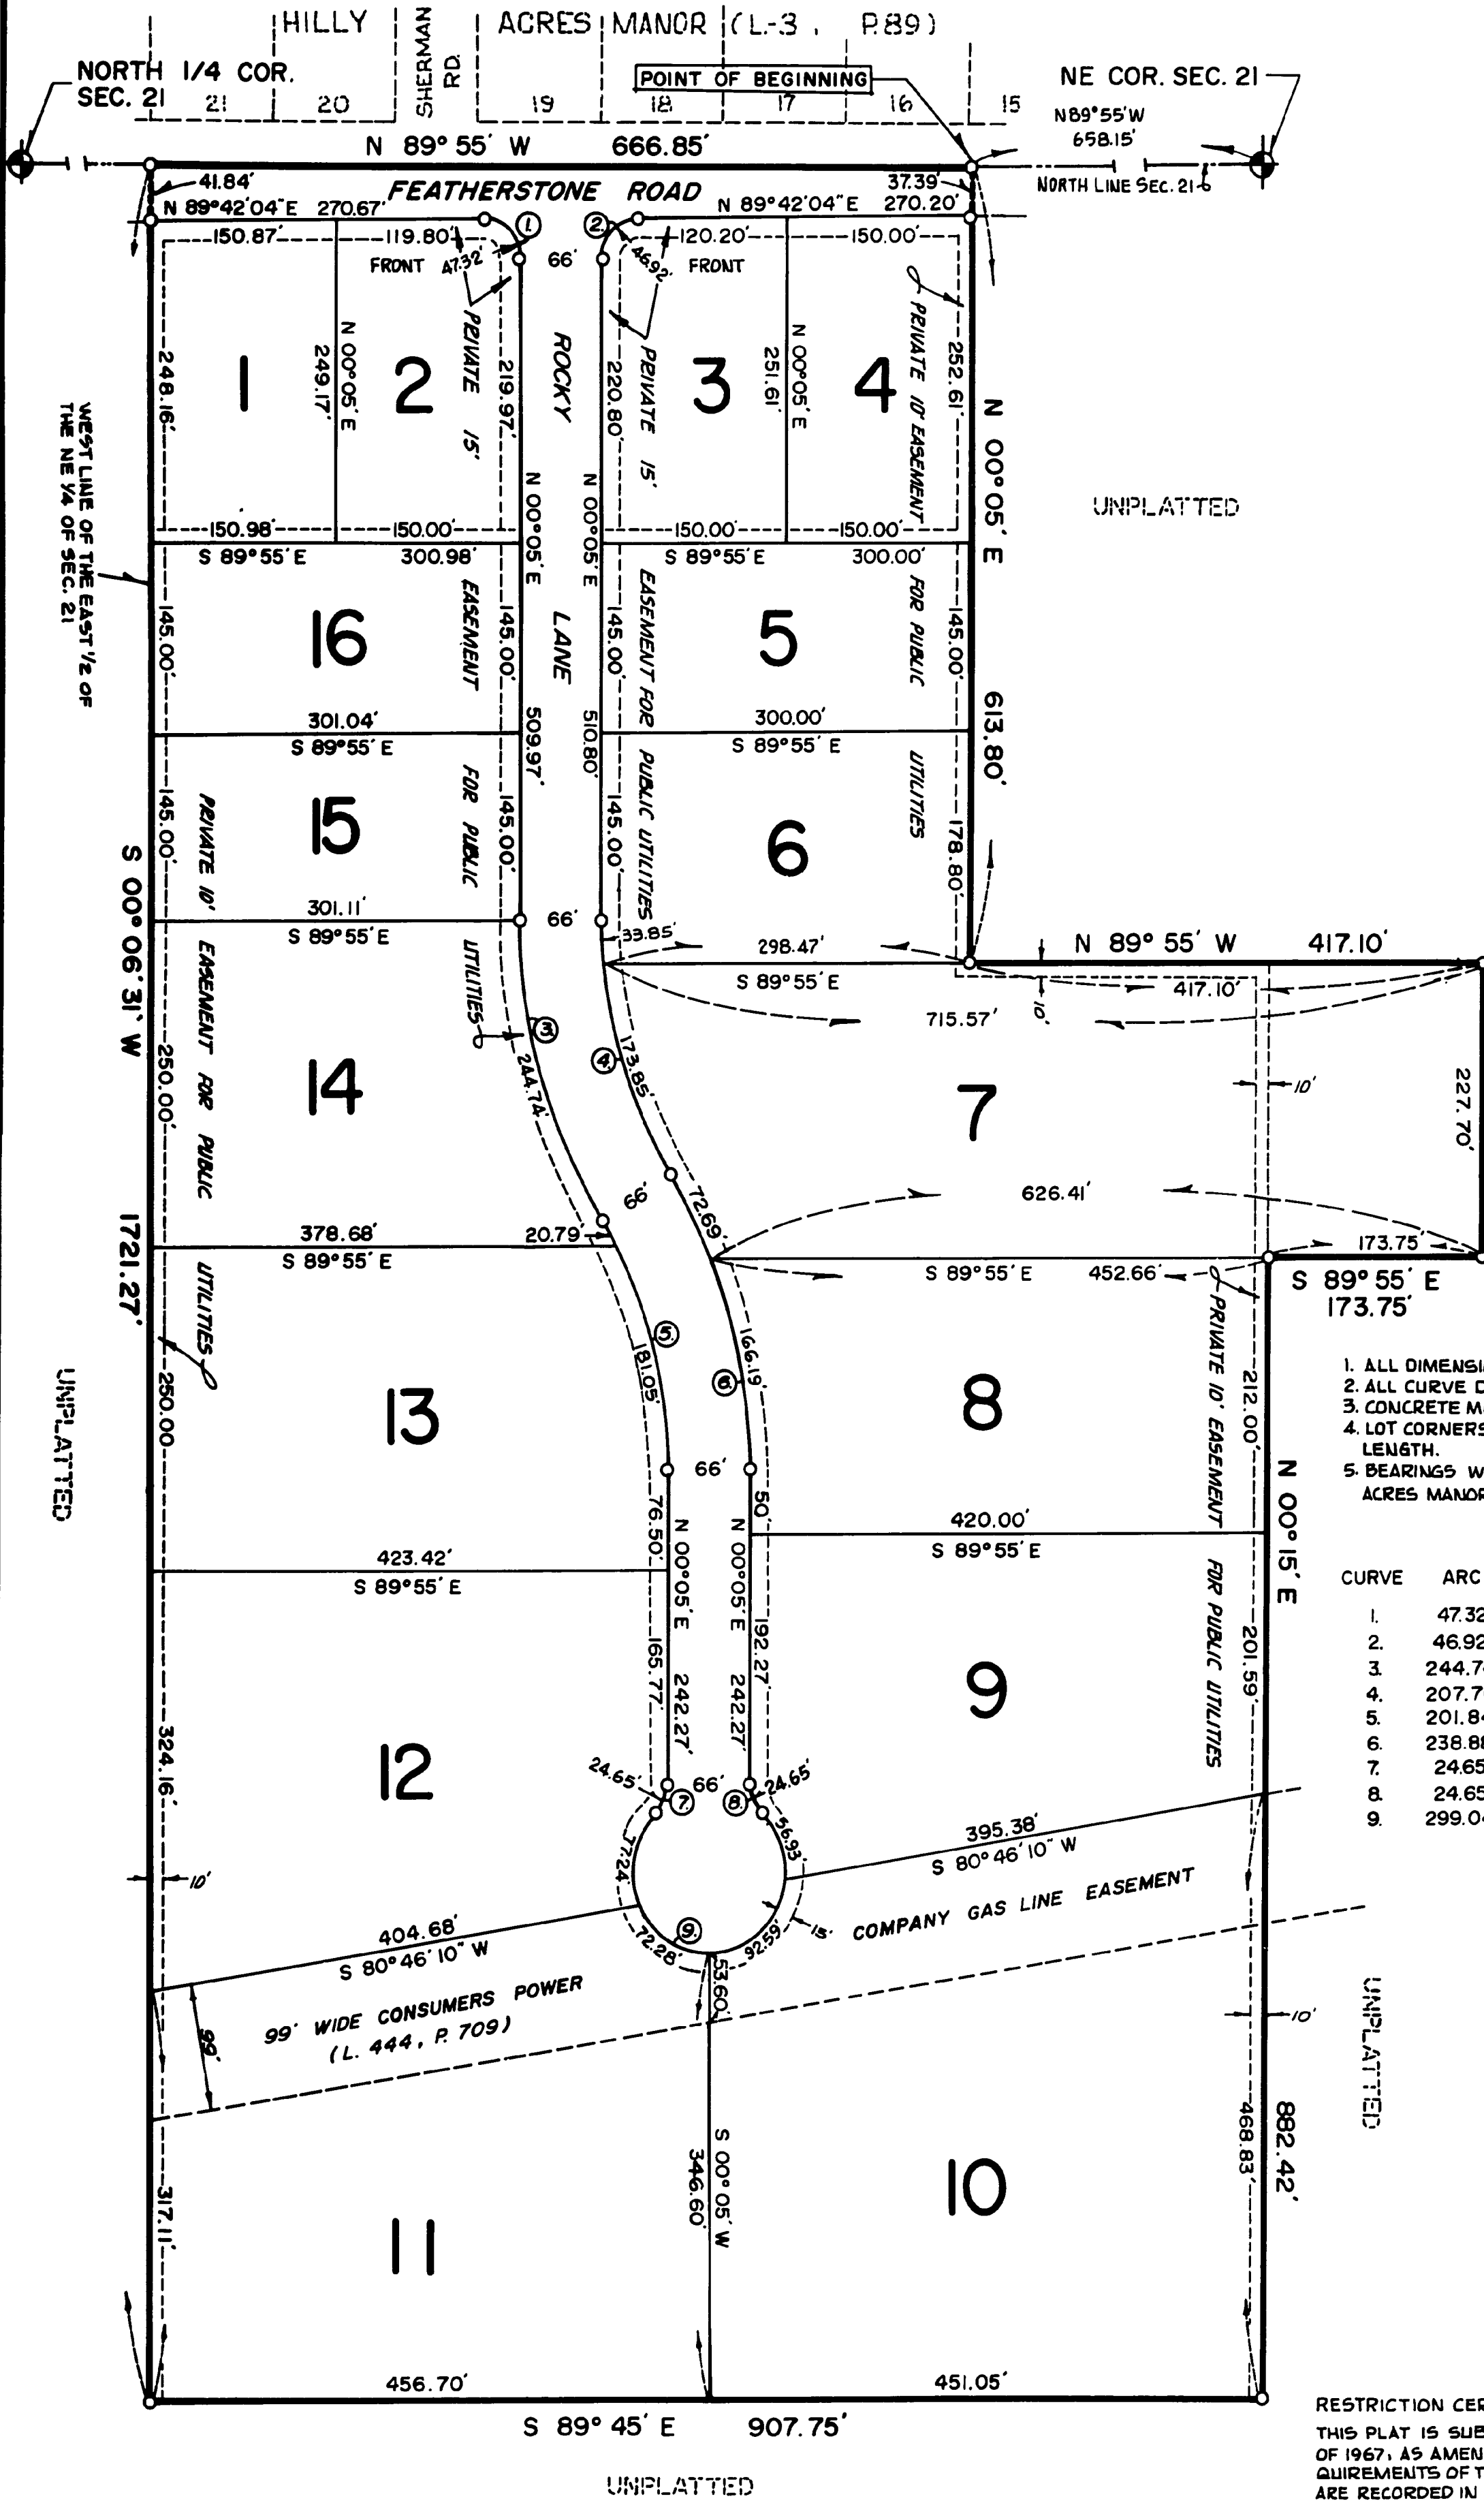 HILLY SHERMAN RD. ACRES MANOR (L-3, P.89)
NORTH 1/4 COR.
SEC. 21
21 20 19 18 17 16 15
POINT OF BEGINNING
NE COR. SEC. 21
N89°55'W
658.15'
N 89°55' W 666.85'
NORTH LINE SEC. 21
41.84'
FEATHERSTONE ROAD
37.39'
N 89°42'04"E 270.67'
N 89°42'04"E 270.20'
1. 2.
150.87' 119.80' 120.20' 150.00'
FRONT 47.32' 66' 46.92' FRONT
1 2 3 4
248.16'
N 00°05' E
249.17'
PRIVATE 15'
219.97'
ROCKY
220.80'
PRIVATE 15'
N 00°05' E
251.61'
PRIVATE 10' EASEMENT
252.61'
N 00°05' E
613.80'
UNPLATTED
WEST LINE OF THE EAST 1/2 OF
THE NE 1/4 OF SEC. 21
150.98' 150.00' 150.00' 150.00'
S 89°55' E 300.98'
S 89°55' E 300.00'
N 00°05' E
N 00°05' E
16 5
145.00'
EASEMENT
145.00'
LANE
145.00'
EASEMENT FOR
FOR PUBLIC
145.00'
301.04'
S 89°55' E
509.97'
510.80'
300.00'
S 89°55' E
15 6
145.00'
PRIVATE 10'
FOR PUBLIC
145.00'
145.00'
PUBLIC UTILITIES
UTILITIES
178.80'
S 00°06'31" W
1721.27'
301.11'
S 89°55' E
66'
33.85'
298.47'
S 89°55' E
N 89°55' W 417.10'
417.10'
10'
715.57'
14 7
250.00'
EASEMENT FOR PUBLIC
UTILITIES
3.
244.74'
4.
173.85'
10'
227.70'
66'
72.69'
626.41'
378.68' 20.79'
S 89°55' E
S 89°55' E 452.66'
173.75'
S 89°55' E
173.75'
UTILITIES
13 8
250.00
5.
181.05'
6.
166.19'
PRIVATE 10' EASEMENT
212.00'
1. ALL DIMENSI
2. ALL CURVE D
3. CONCRETE M
4. LOT CORNERS
LENGTH.
5. BEARINGS W
ACRES MANOR
UNPLATTED
66'
76.50'
50'
N 00°15' E
882.42'
423.42'
S 89°55' E
420.00'
S 89°55' E
N 00°05' E 242.27'
N 00°05' E 242.27'
165.77'
192.27'
12 9
324.16'
FOR PUBLIC UTILITIES
201.59'
CURVE ARC
1. 47.32
2. 46.92
3. 244.7
4. 207.7
5. 201.8
6. 238.8
7. 24.65
8. 24.65
9. 299.0
24.65' 66' 24.65'
7. 8.
77.24' 56.93'
395.38'
S 80°46'10" W
10'
9.
72.28' 92.59'
15'
COMPANY GAS LINE EASEMENT
404.68'
S 80°46'10" W
53.60'
99' WIDE CONSUMERS POWER
(L. 444, P. 709)
99'
10'
UNPLATTED
11 10
317.11'
S 00°05' W
346.60'
468.83'
456.70' 451.05'
S 89°45' E 907.75'
UNPLATTED
RESTRICTION CER
THIS PLAT IS SUB
OF 1967, AS AMEN
QUIREMENTS OF T
ARE RECORDED IN